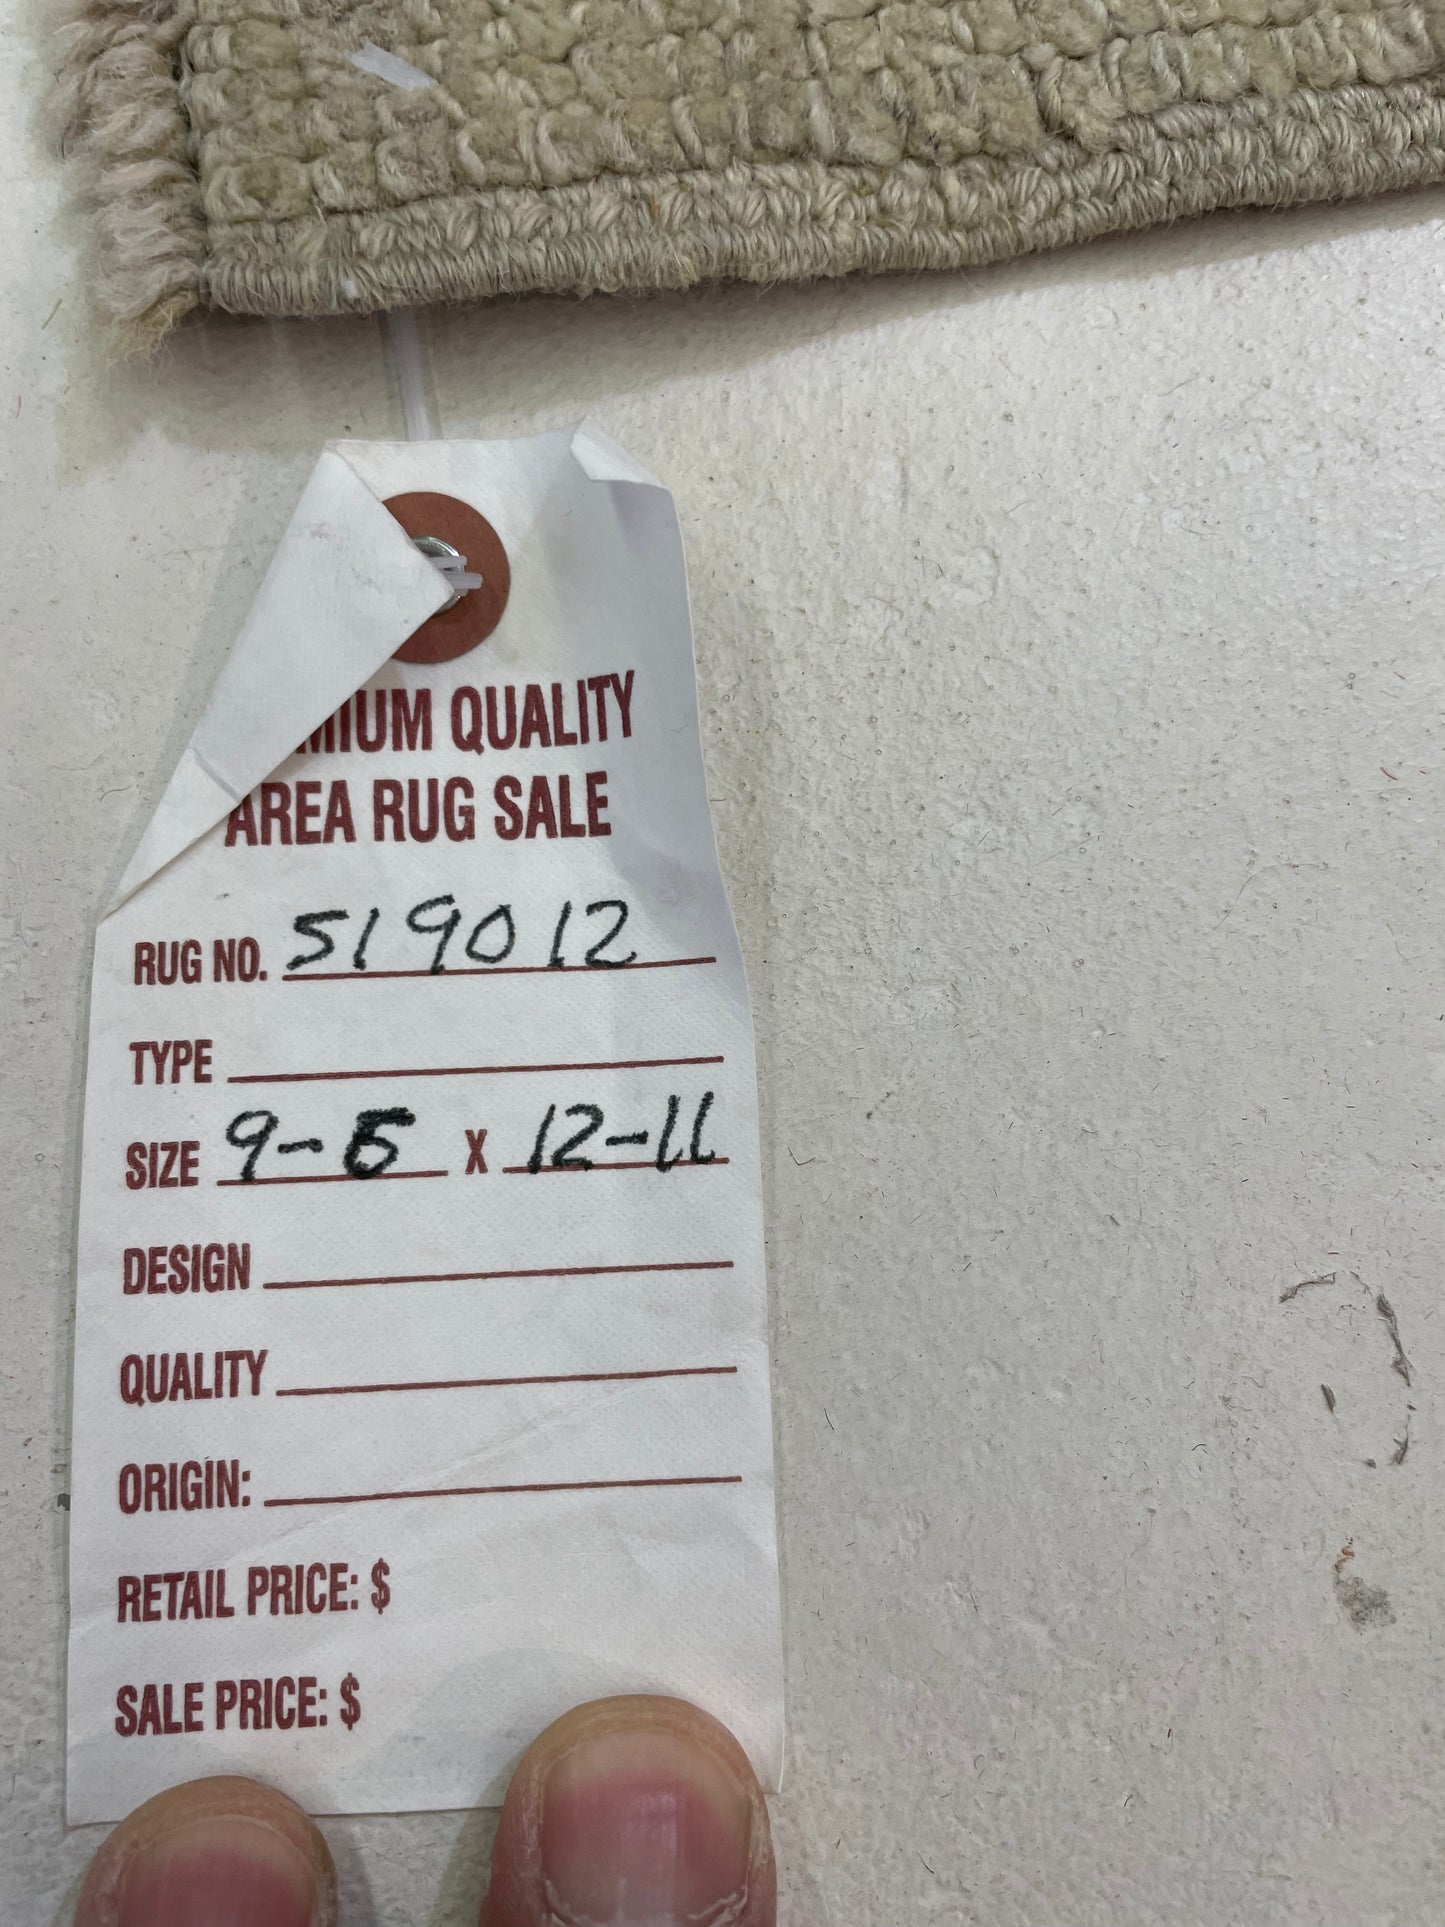 MIUM QUALITY
AREA RUG SALE
RUG NO. 519012
TYPE
SIZE 9-5 x 12-11
DESIGN
QUALITY
ORIGIN:
RETAIL PRICE: $
SALE PRICE: $